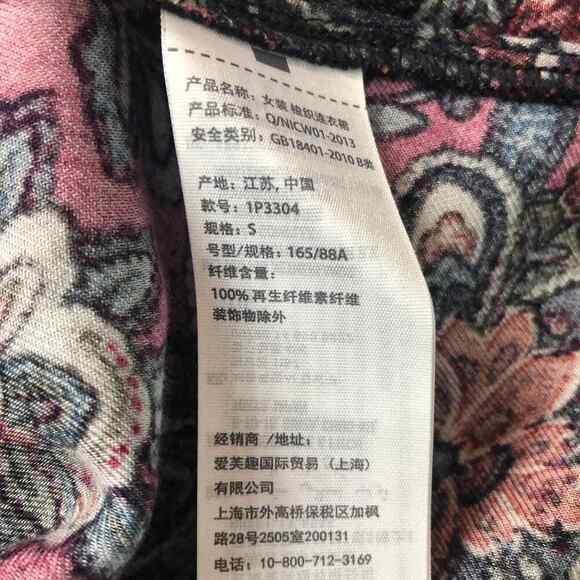 产品名称: 女装 梭织连衣裙
产品标准: Q/NICW01-2013
安全类别: GB18401-2010 B类
产地: 江苏, 中国
款号: 1P3304
规格: S
号型/规格: 165/88A
纤维含量:
100% 再生纤维素纤维
装饰物除外
经销商 /地址:
爱芙趣国际贸易 (上海)
有限公司
上海市外高桥保税区加枫
路28号2505室200131
电话: 10-800-712-3169